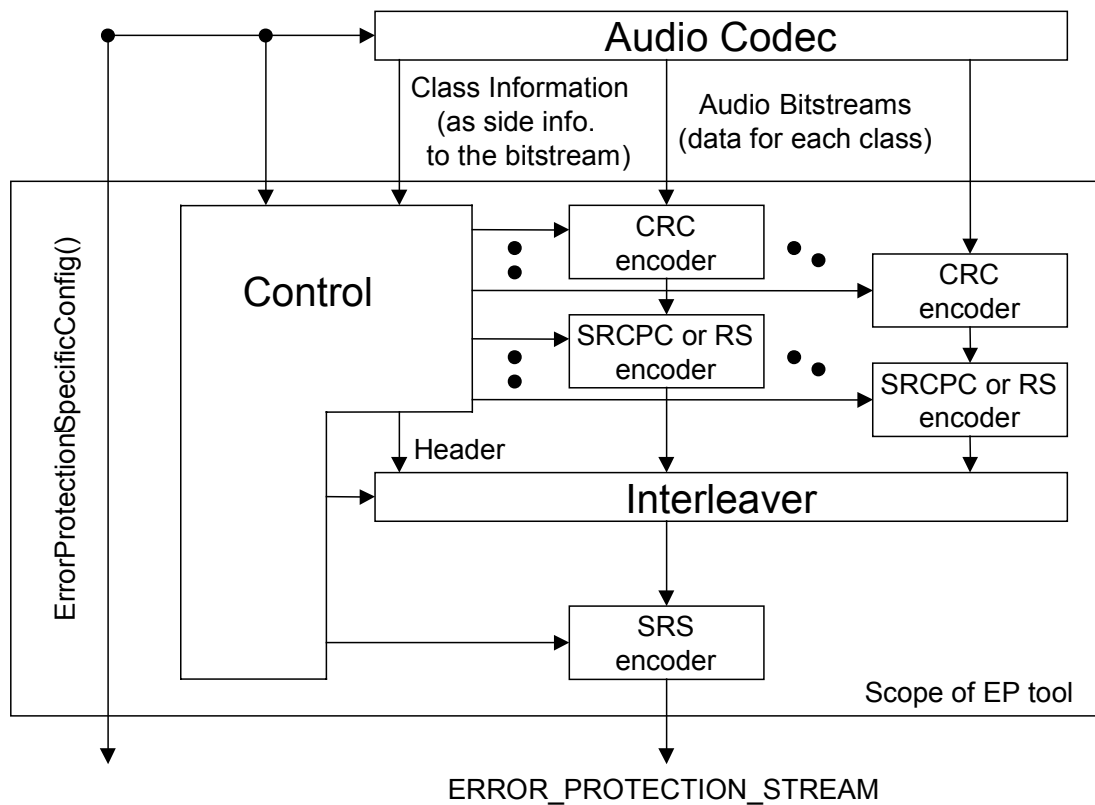 Audio Codec
Class Information
(as side info.
to the bitstream)
Audio Bitstreams
(data for each class)
ErrorProtectionSpecificConfig()
Control
CRC
encoder
CRC
encoder
SRCPC or RS
encoder
SRCPC or RS
encoder
Header
Interleaver
SRS
encoder
Scope of EP tool
ERROR_PROTECTION_STREAM